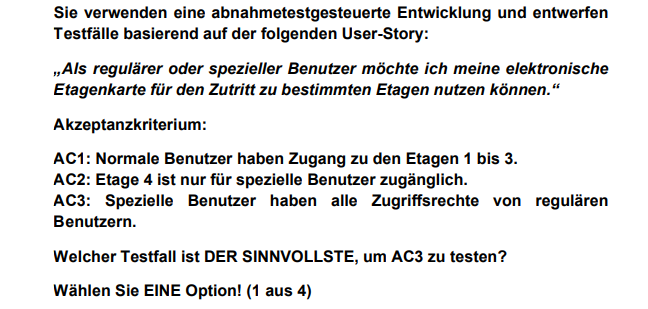 Sie verwenden eine abnahmetestgesteuerte Entwicklung und entwerfen
Testfälle basierend auf der folgenden User-Story:
„Als regulärer oder spezieller Benutzer möchte ich meine elektronische
Etagenkarte für den Zutritt zu bestimmten Etagen nutzen können.“
Akzeptanzkriterium:
AC1: Normale Benutzer haben Zugang zu den Etagen 1 bis 3.
AC2: Etage 4 ist nur für spezielle Benutzer zugänglich.
AC3: Spezielle Benutzer haben alle Zugriffsrechte von regulären
Benutzern.
Welcher Testfall ist DER SINNVOLLSTE, um AC3 zu testen?
Wählen Sie EINE Option! (1 aus 4)